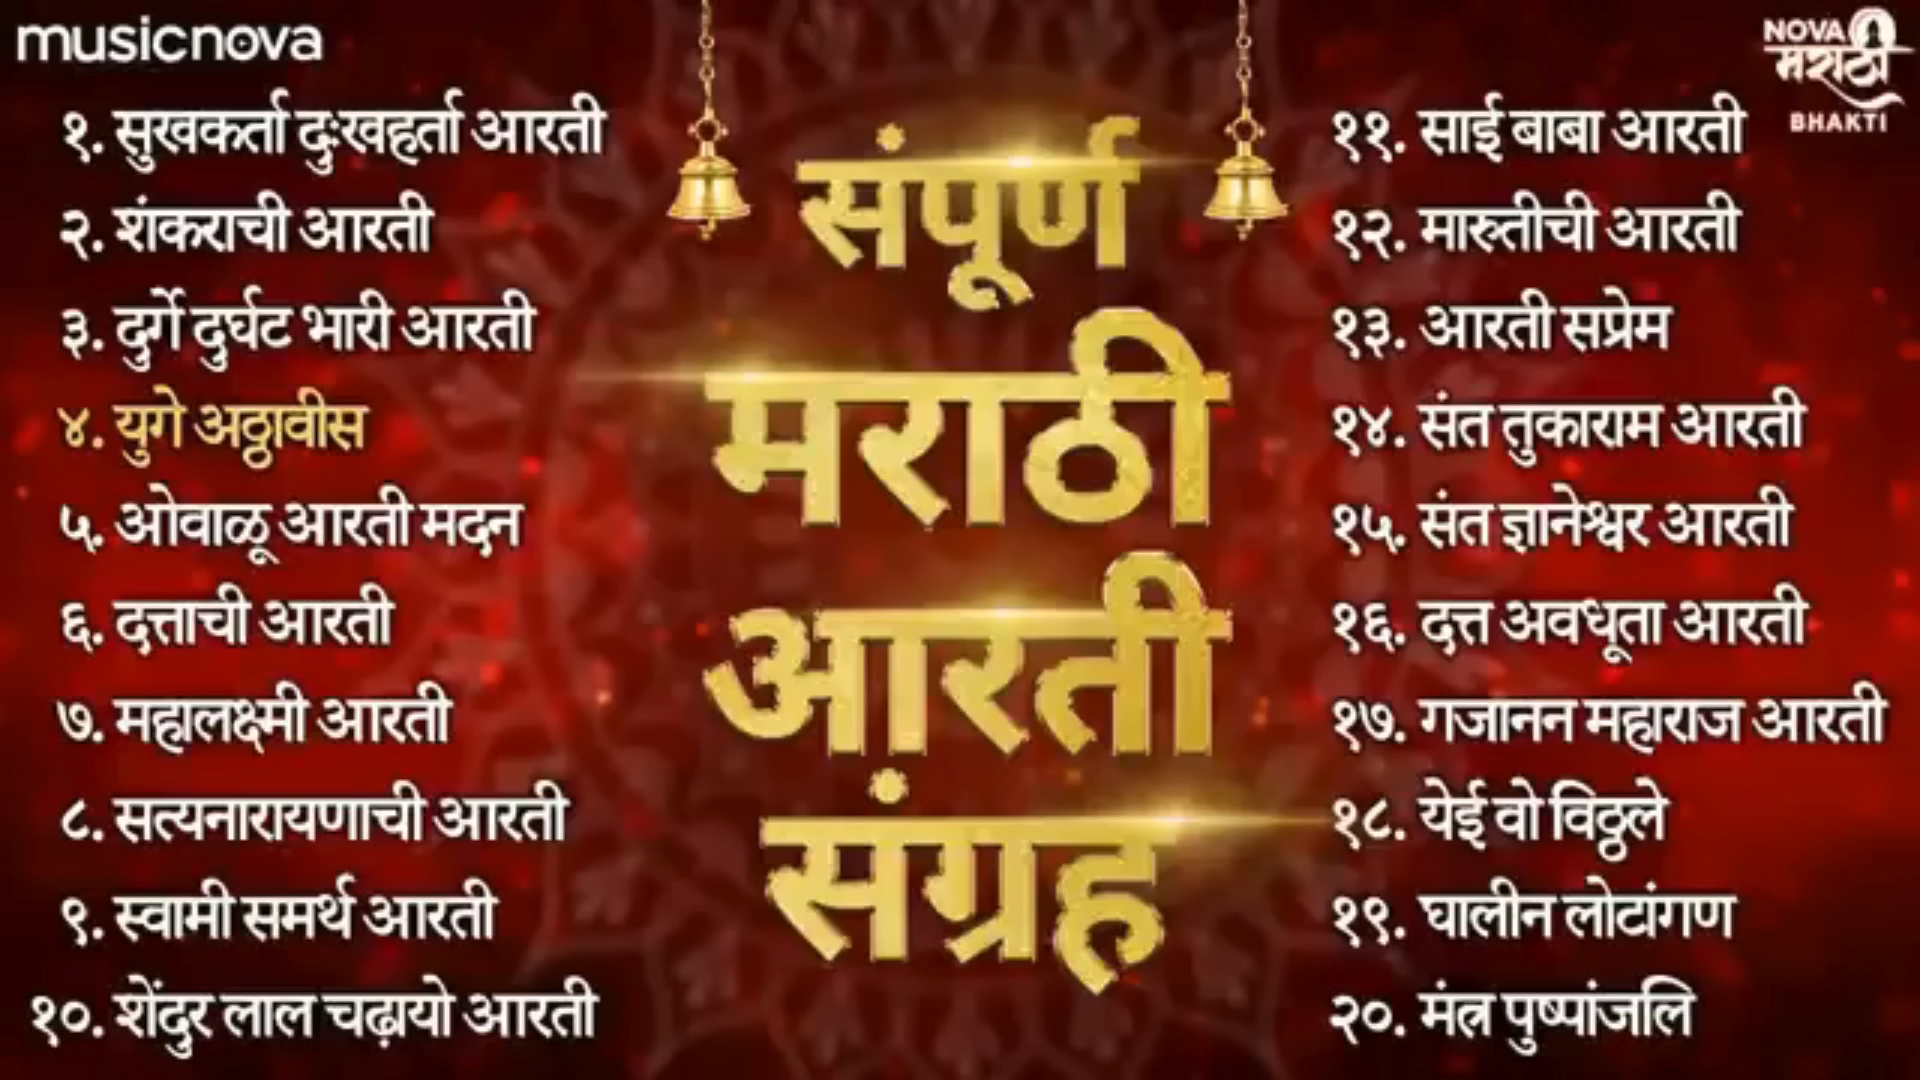 musicnova
१. सुखकर्ता दुःखहर्ता आरती
२. शंकराची आरती
३. दुर्गे दुर्घट भारी आरती
४. युगे अठ्ठावीस
५. ओवाळू आरती मदन
६. दत्ताची आरती
७. महालक्ष्मी आरती
८. सत्यनारायणाची आरती
९. स्वामी समर्थ आरती
१०. शेंदुर लाल चढ़ायो आरती
संपूर्ण
मराठी
आरती
संग्रह
NOVA
मराठी
BHAKTI
११. साई बाबा आरती
१२. मारुतीची आरती
१३. आरती सप्रेम
१४. संत तुकाराम आरती
१५. संत ज्ञानेश्वर आरती
१६. दत्त अवधूता आरती
१७. गजानन महाराज आरती
१८. येई वो विठ्ठले
१९. घालीन लोटांगण
२०. मंत्र पुष्पांजलि